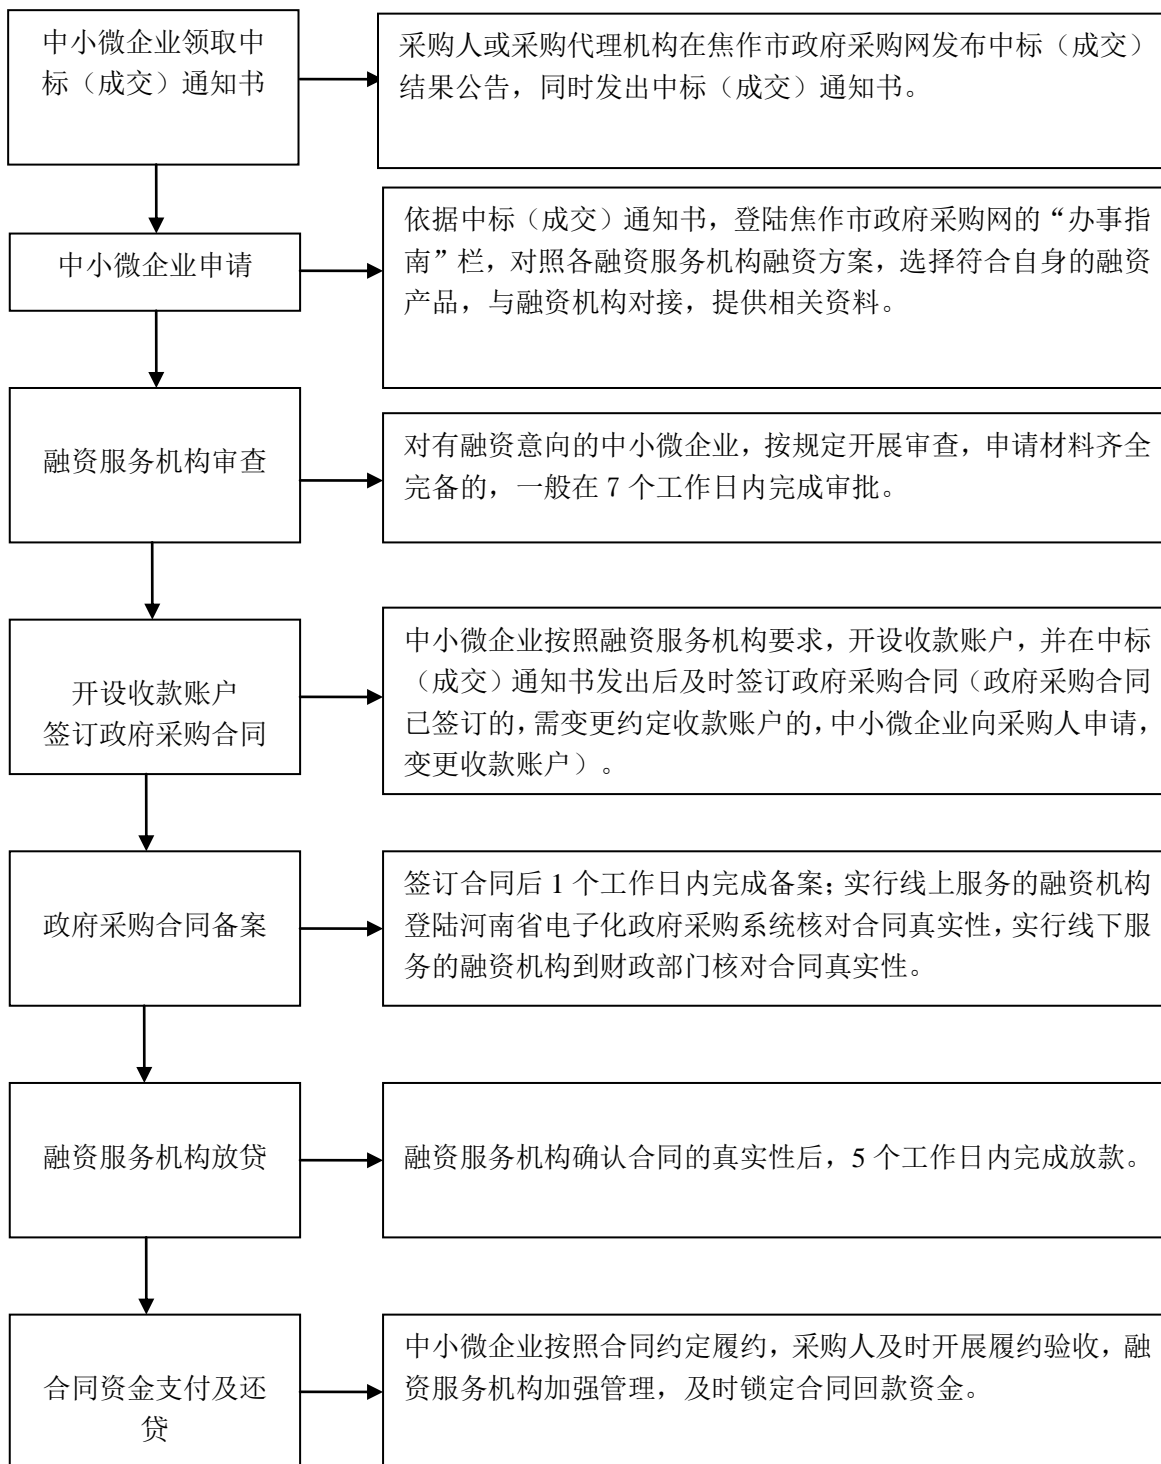 中小微企业领取中
标（成交）通知书
采购人或采购代理机构在焦作市政府采购网发布中标（成交）
结果公告，同时发出中标（成交）通知书。
中小微企业申请
依据中标（成交）通知书，登陆焦作市政府采购网的“办事指
南”栏，对照各融资服务机构融资方案，选择符合自身的融资
产品，与融资机构对接，提供相关资料。
融资服务机构审查
对有融资意向的中小微企业，按规定开展审查，申请材料齐全
完备的，一般在 7 个工作日内完成审批。
开设收款账户
签订政府采购合同
中小微企业按照融资服务机构要求，开设收款账户，并在中标
（成交）通知书发出后及时签订政府采购合同（政府采购合同
已签订的，需变更约定收款账户的，中小微企业向采购人申请，
变更收款账户）。
政府采购合同备案
签订合同后 1 个工作日内完成备案；实行线上服务的融资机构
登陆河南省电子化政府采购系统核对合同真实性，实行线下服
务的融资机构到财政部门核对合同真实性。
融资服务机构放贷
融资服务机构确认合同的真实性后，5 个工作日内完成放款。
合同资金支付及还
贷
中小微企业按照合同约定履约，采购人及时开展履约验收，融
资服务机构加强管理，及时锁定合同回款资金。